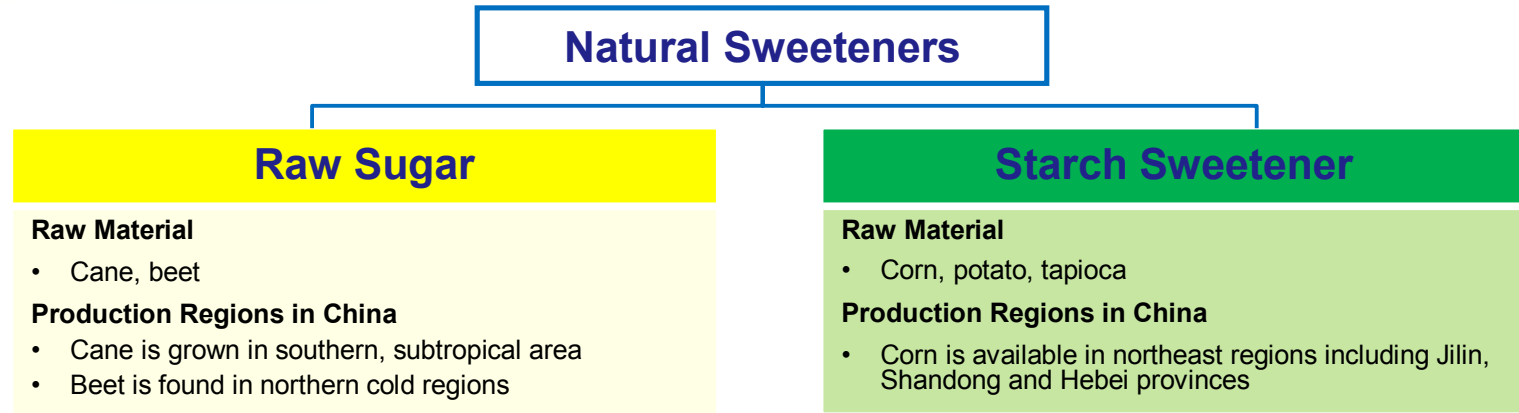 Natural Sweeteners
Raw Sugar
Raw Material
• Cane, beet
Production Regions in China
• Cane is grown in southern, subtropical area
• Beet is found in northern cold regions
Starch Sweetener
Raw Material
• Corn, potato, tapioca
Production Regions in China
• Corn is available in northeast regions including Jilin,
Shandong and Hebei provinces